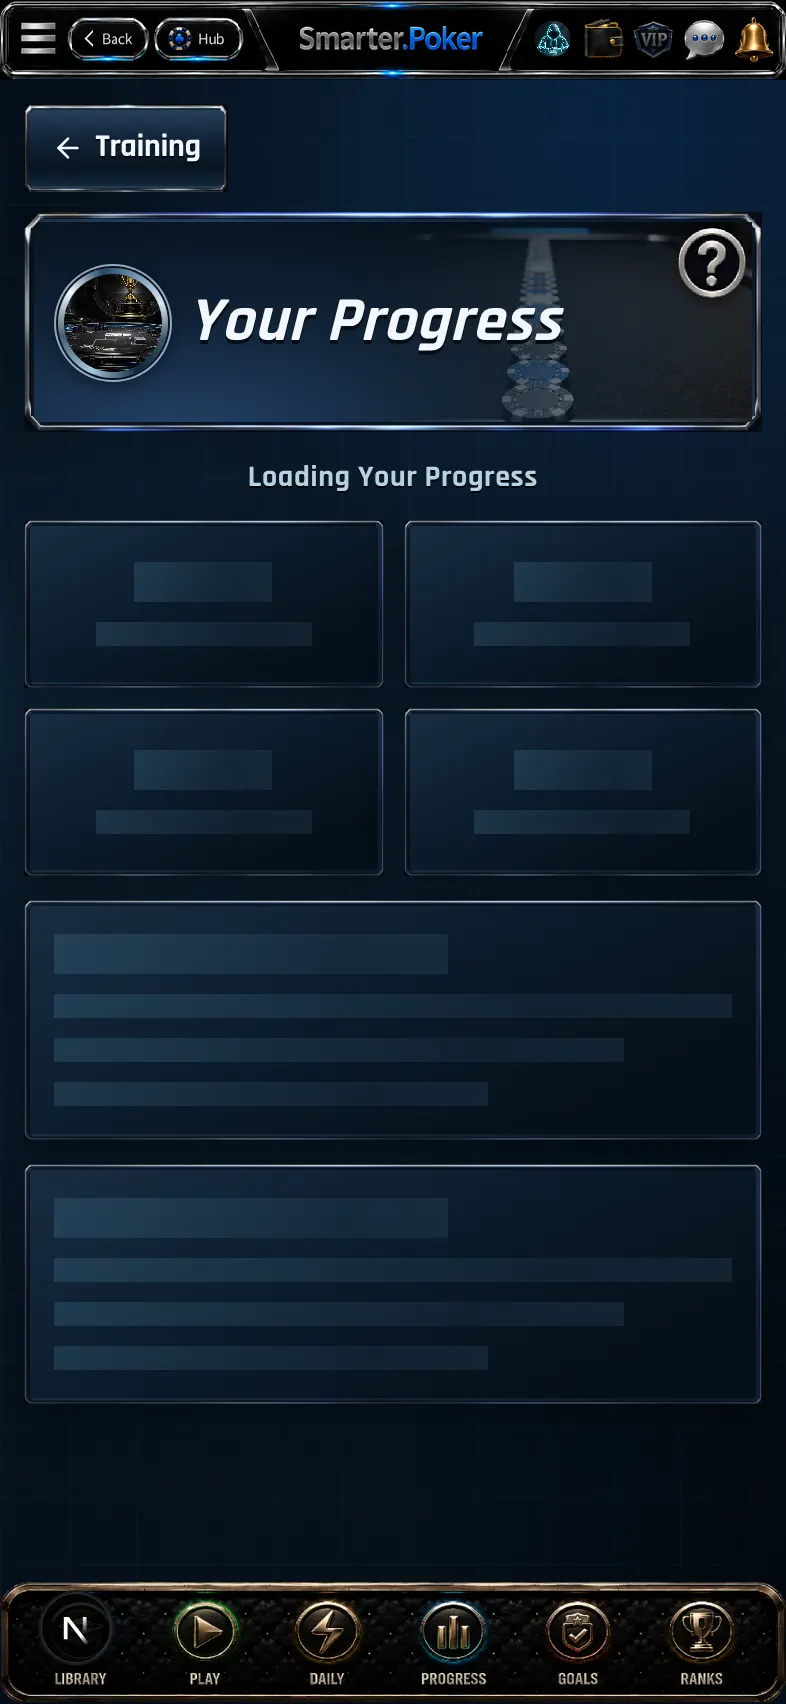 Back
Hub
Smarter.Poker
VIP
Training
Your Progress
?
Loading Your Progress
N
LIBRARY
PLAY
DAILY
PROGRESS
GOALS
RANKS